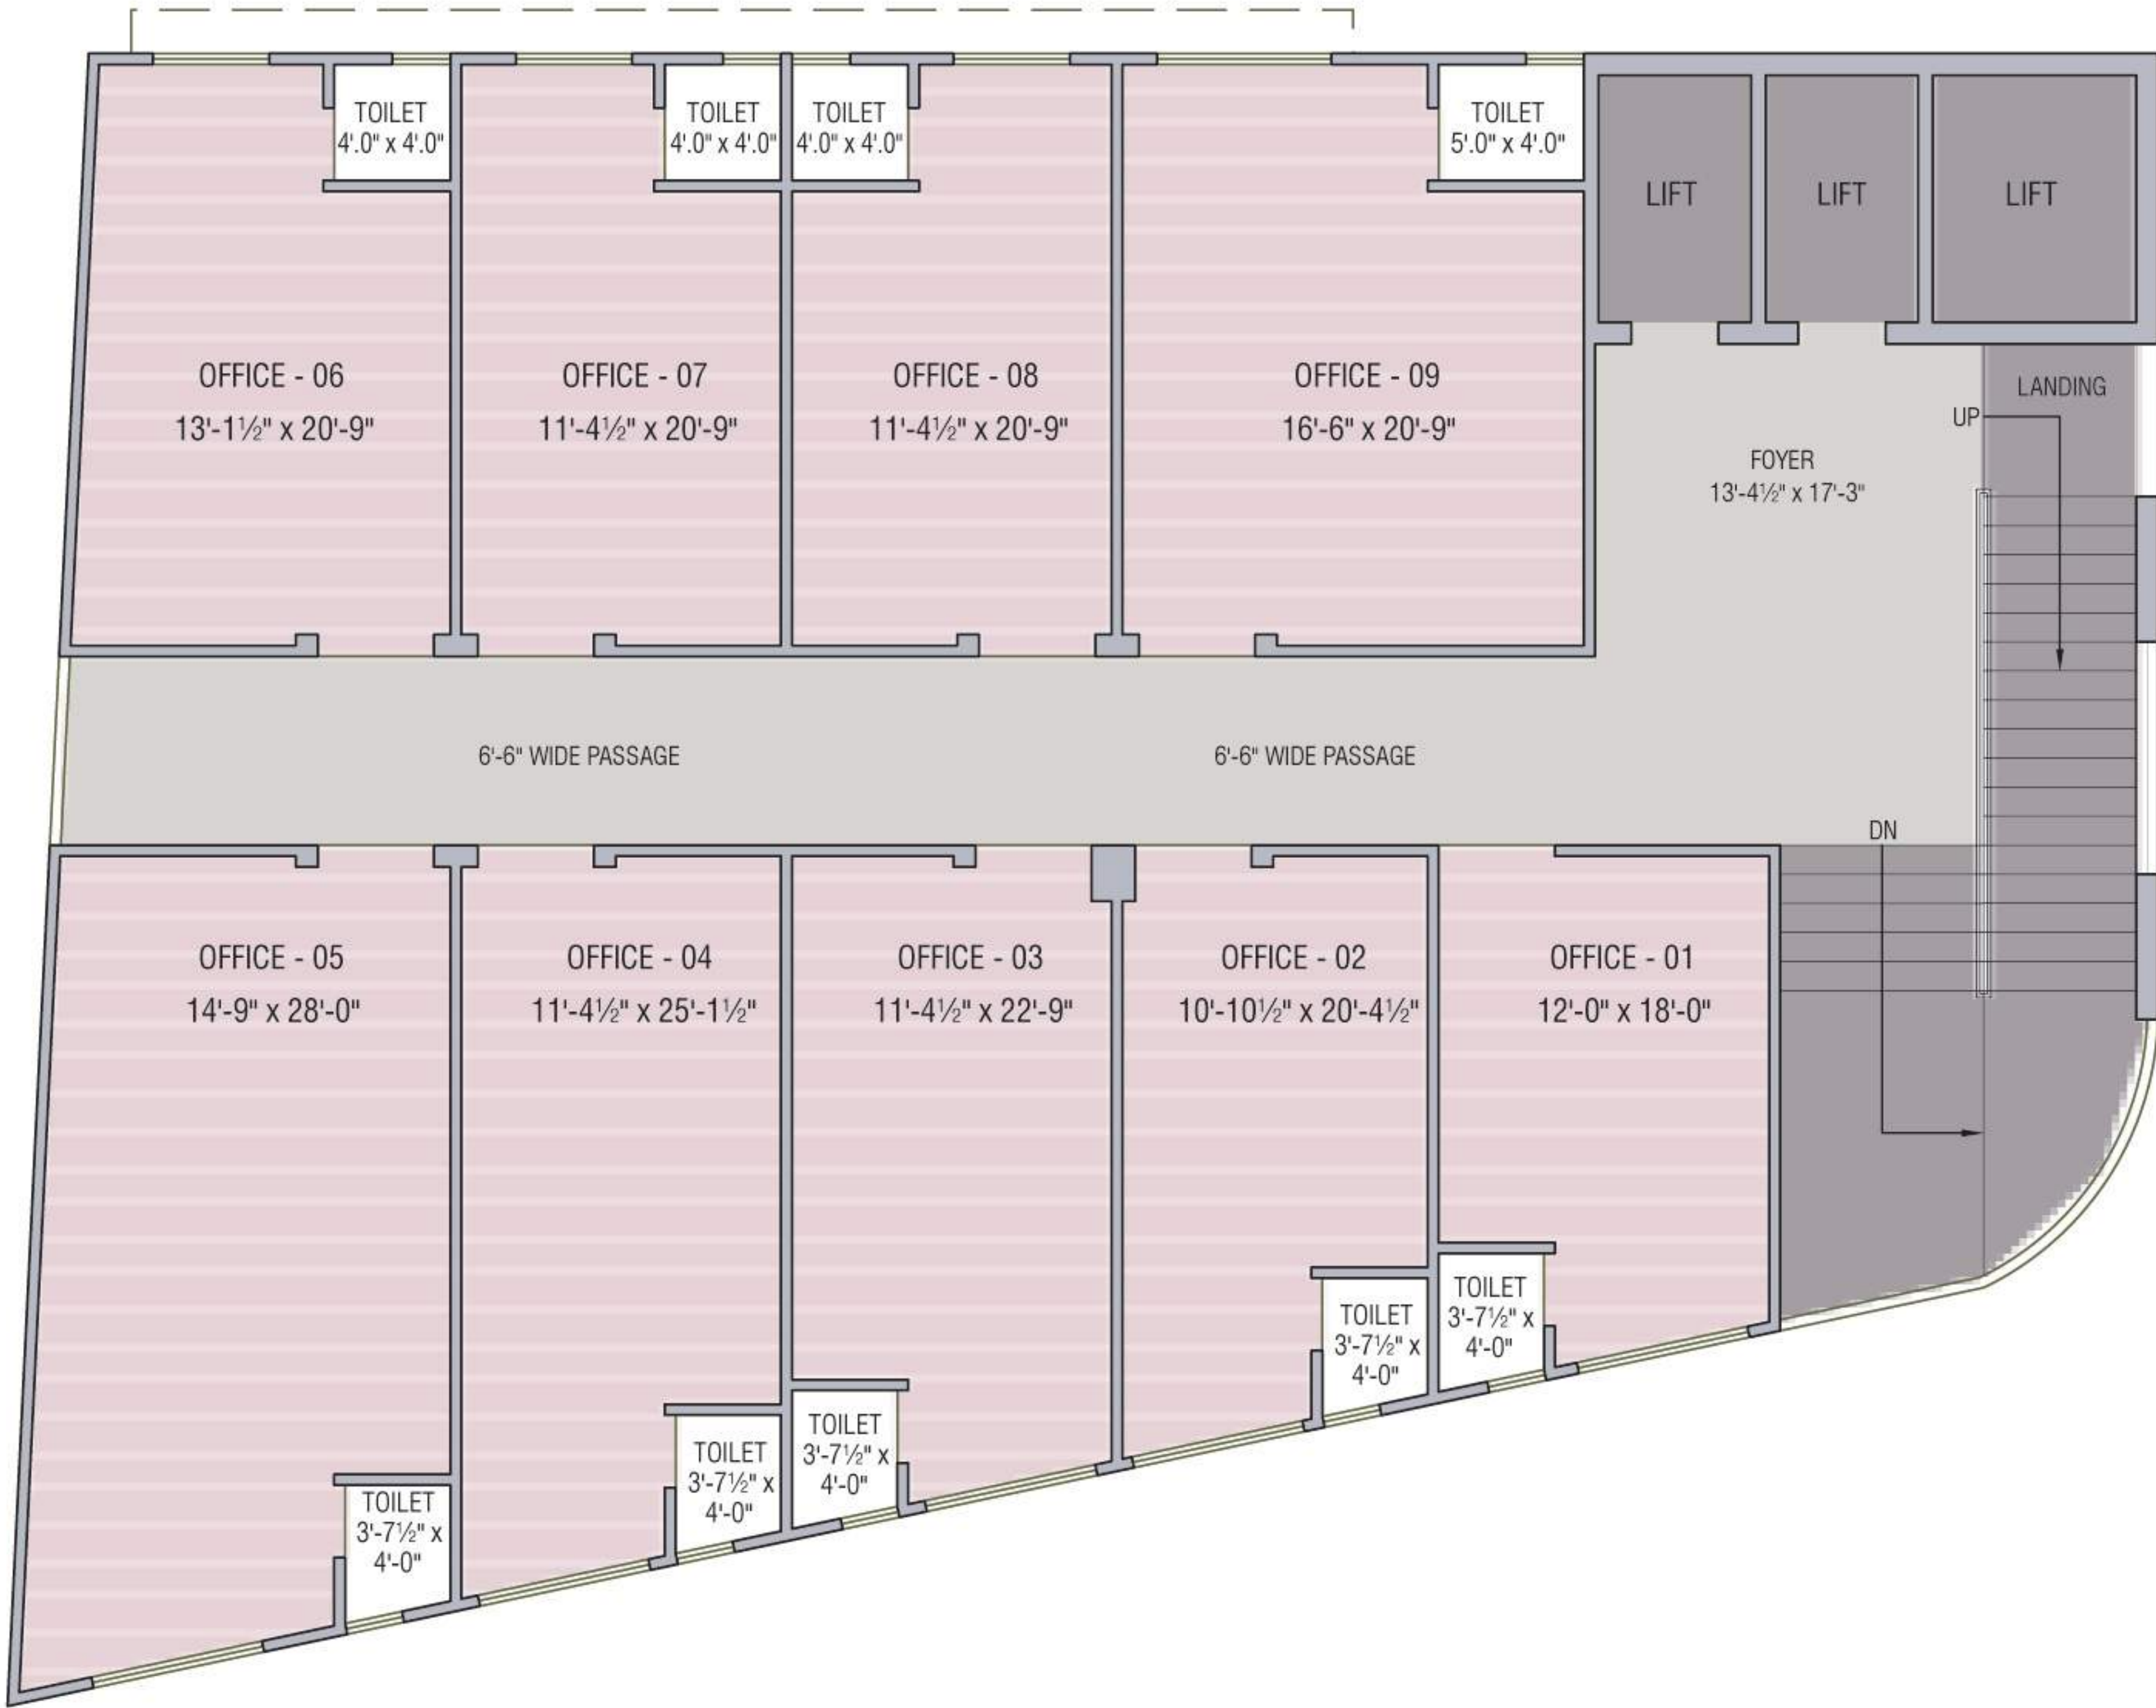 TOILET
4'.0" x 4'.0"
TOILET
4'.0" x 4'.0"
TOILET
4'.0" x 4'.0"
TOILET
5'.0" x 4'.0"
LIFT
LIFT
LIFT
OFFICE - 06
13'-1½" x 20'-9"
OFFICE - 07
11'-4½" x 20'-9"
OFFICE - 08
11'-4½" x 20'-9"
OFFICE - 09
16'-6" x 20'-9"
LANDING
UP
FOYER
13'-4½" x 17'-3"
6'-6" WIDE PASSAGE
6'-6" WIDE PASSAGE
DN
OFFICE - 05
14'-9" x 28'-0"
OFFICE - 04
11'-4½" x 25'-1½"
OFFICE - 03
11'-4½" x 22'-9"
OFFICE - 02
10'-10½" x 20'-4½"
OFFICE - 01
12'-0" x 18'-0"
TOILET
3'-7½" x
4'-0"
TOILET
3'-7½" x
4'-0"
TOILET
3'-7½" x
4'-0"
TOILET
3'-7½" x
4'-0"
TOILET
3'-7½" x
4'-0"